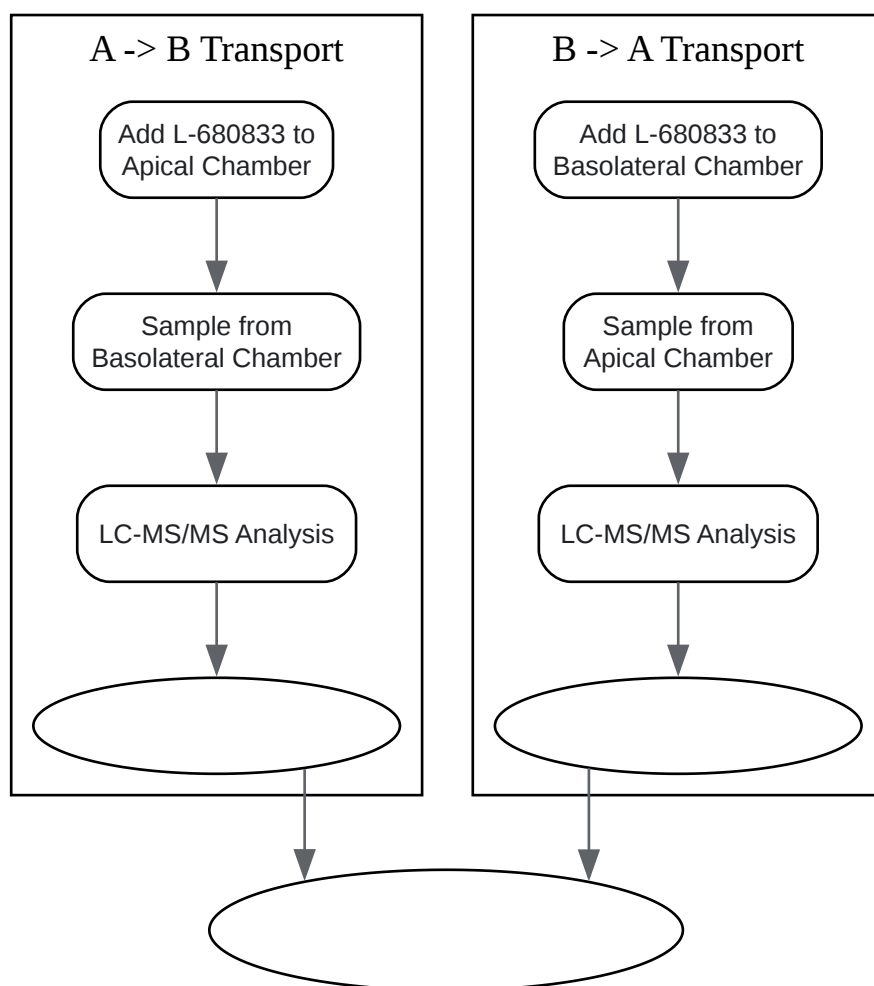 A -> B Transport
Add L-680833 to
Apical Chamber
Sample from
Basolateral Chamber
LC-MS/MS Analysis
B -> A Transport
Add L-680833 to
Basolateral Chamber
Sample from
Apical Chamber
LC-MS/MS Analysis